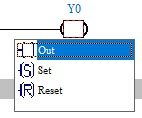 Y0
Out
(S) Set
(R) Reset